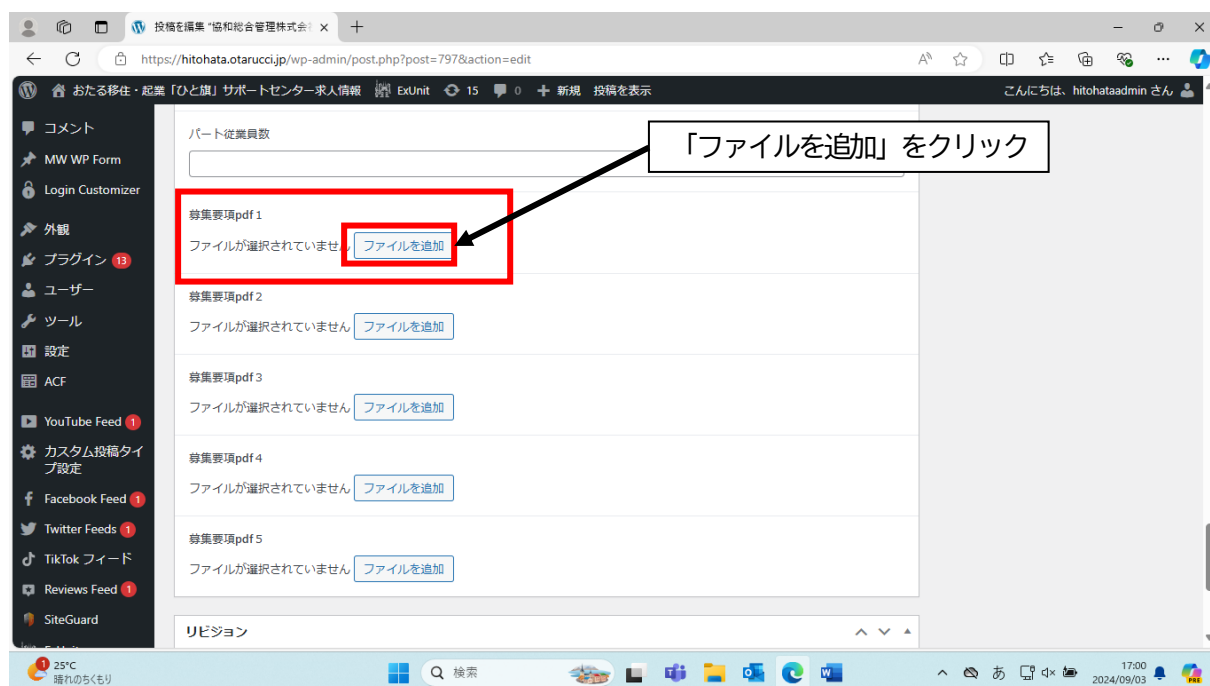 投稿を編集 "協和総合管理株式会
https://hitohata.otarucci.jp/wp-admin/post.php?post=797&action=edit
おたる移住・起業「ひと旗」サポートセンター求人情報 ExUnit 15 0 新規 投稿を表示 こんにちは、hitohataadmin さん
コメント
MW WP Form
Login Customizer
外観
プラグイン 13
ユーザー
ツール
設定
ACF
YouTube Feed 1
カスタム投稿タイ
プ設定
Facebook Feed 1
Twitter Feeds 1
TikTok フィード
Reviews Feed 1
SiteGuard
パート従業員数
「ファイルを追加」をクリック
募集要項pdf 1
ファイルが選択されていません ファイルを追加
募集要項pdf 2
ファイルが選択されていません ファイルを追加
募集要項pdf 3
ファイルが選択されていません ファイルを追加
募集要項pdf 4
ファイルが選択されていません ファイルを追加
募集要項pdf 5
ファイルが選択されていません ファイルを追加
リビジョン
1 25°C
晴れのちくもり
検索
あ
17:00
2024/09/03
PRE